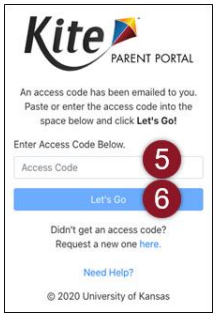 Kite
PARENT PORTAL
An access code has been emailed to you.
Paste or enter the access code into the
space below and click Let's Go!
Enter Access Code Below.
5
Access Code
Let's Go
6
Didn't get an access code?
Request a new one here.
Need Help?
© 2020 University of Kansas